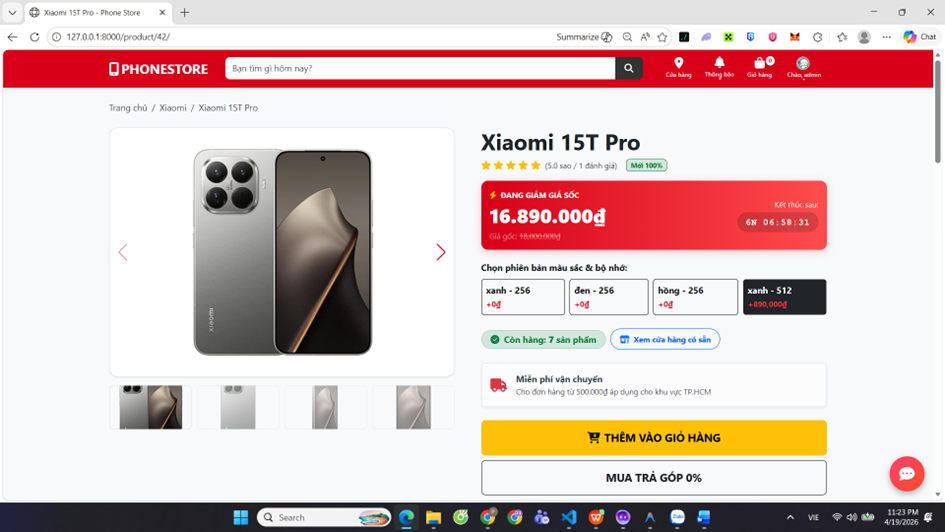 Xiaomi 15T Pro - Phone Store
127.0.0.1:8000/product/42/
Summarize
Chat
PHONESTORE
Bạn tìm gì hôm nay?
Cửa hàng
Thông báo
Giỏ hàng
0
Chào, admin
Trang chủ / Xiaomi / Xiaomi 15T Pro
XIAOMI
Xiaomi 15T Pro
(5.0 sao / 1 đánh giá)
Mới 100%
ĐANG GIẢM GIÁ SỐC
16.890.000₫
Giá gốc: 18.000.000₫
Kết thúc sau:
6N 06:58:31
Chọn phiên bản màu sắc & bộ nhớ:
xanh - 256
+0₫
đen - 256
+0₫
hồng - 256
+0₫
xanh - 512
+890,000₫
Còn hàng: 7 sản phẩm
Xem cửa hàng có sẵn
Miễn phí vận chuyển
Cho đơn hàng từ 500.000₫ áp dụng cho khu vực TP.HCM
THÊM VÀO GIỎ HÀNG
MUA TRẢ GÓP 0%
Search
Zalo
VIE
11:23 PM
4/19/2026